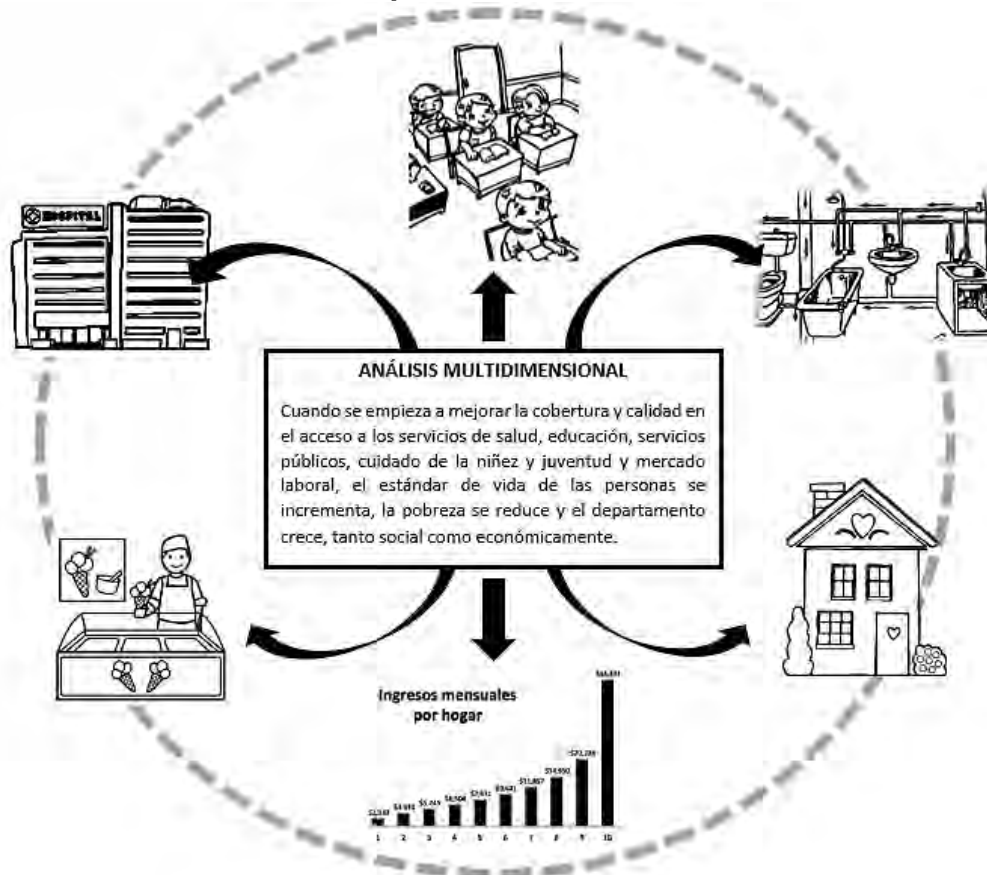 HOSPITAL
ANÁLISIS MULTIDIMENSIONAL
Cuando se empieza a mejorar la cobertura y calidad en
el acceso a los servicios de salud, educación, servicios
públicos, cuidado de la niñez y juventud y mercado
laboral, el estándar de vida de las personas se
incrementa, la pobreza se reduce y el departamento
crece, tanto social como económicamente.
Ingresos mensuales
por hogar
1 2 3 4 5 6 7 8 9 10